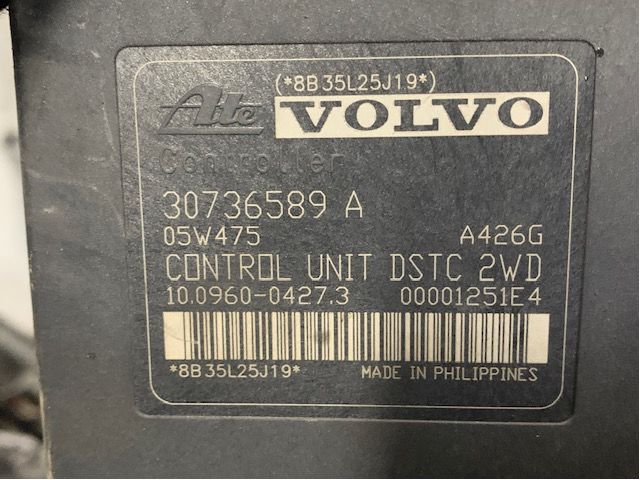 (*8B35L25J19*)
Ate VOLVO
Controller
30736589 A
05W475 A426G
CONTROL UNIT DSTC 2WD
10.0960-0427.3 00001251E4
*8B35L25J19* MADE IN PHILIPPINES